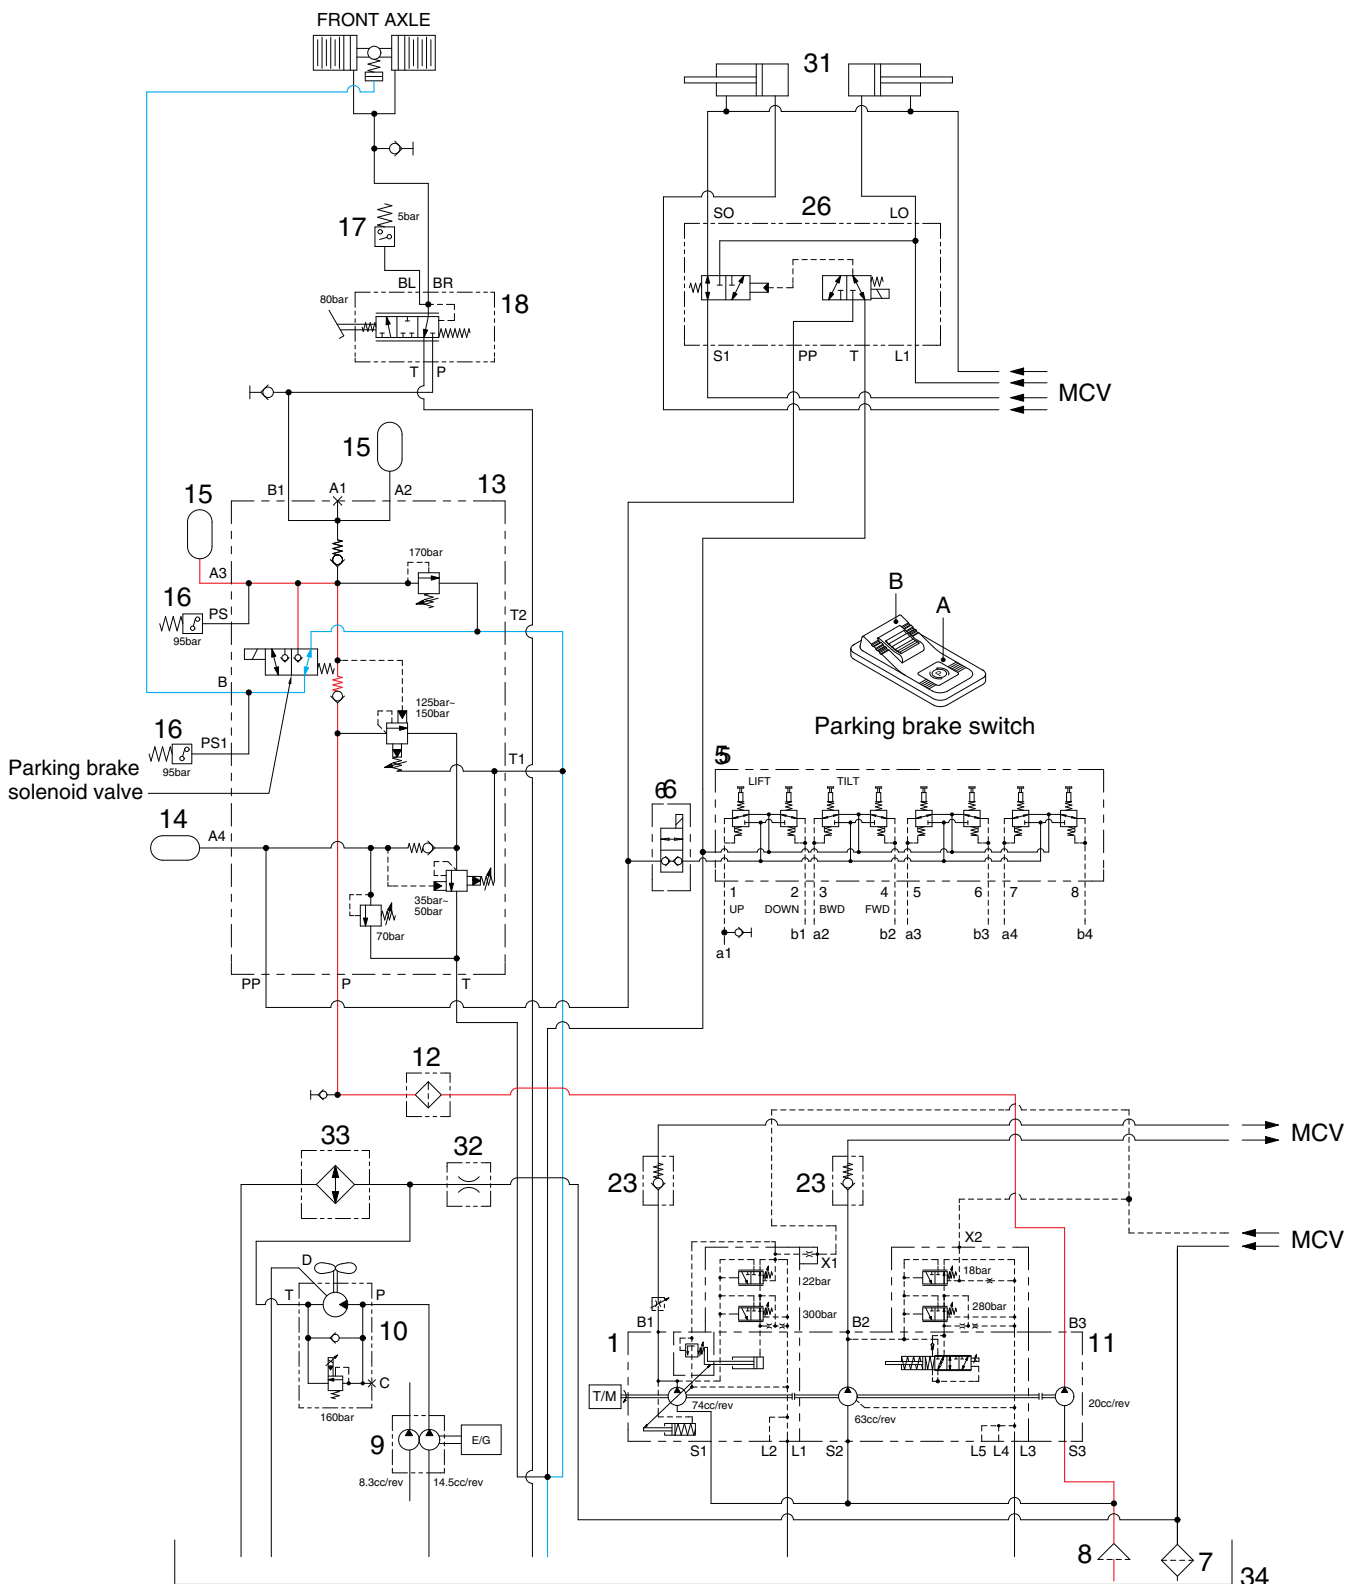 FRONT AXLE
31
17
5bar
SO
26
LO
BL
BR
80bar
18
T
P
S1
PP
T
L1
MCV
15
15
B1
A1
A2
13
170bar
A3
16
PS
95bar
T2
B
A
B
125bar~
150bar
Parking brake switch
16
PS1
95bar
T1
Parking brake
solenoid valve
5
LIFT
TILT
6
14
A4
35bar~
50bar
70bar
1
2
3
4
5
6
7
8
UP
DOWN
BWD
FWD
a1
b1
a2
b2
a3
b3
a4
b4
PP
P
T
12
33
32
23
23
MCV
MCV
D
T
P
10
C
160bar
X1
22bar
300bar
X2
18bar
280bar
1
B1
B2
B3
11
T/M
74cc/rev
63cc/rev
20cc/rev
9
E/G
8.3cc/rev
14.5cc/rev
S1
L2
L1
S2
L5
L4
L3
S3
P
8
7
34